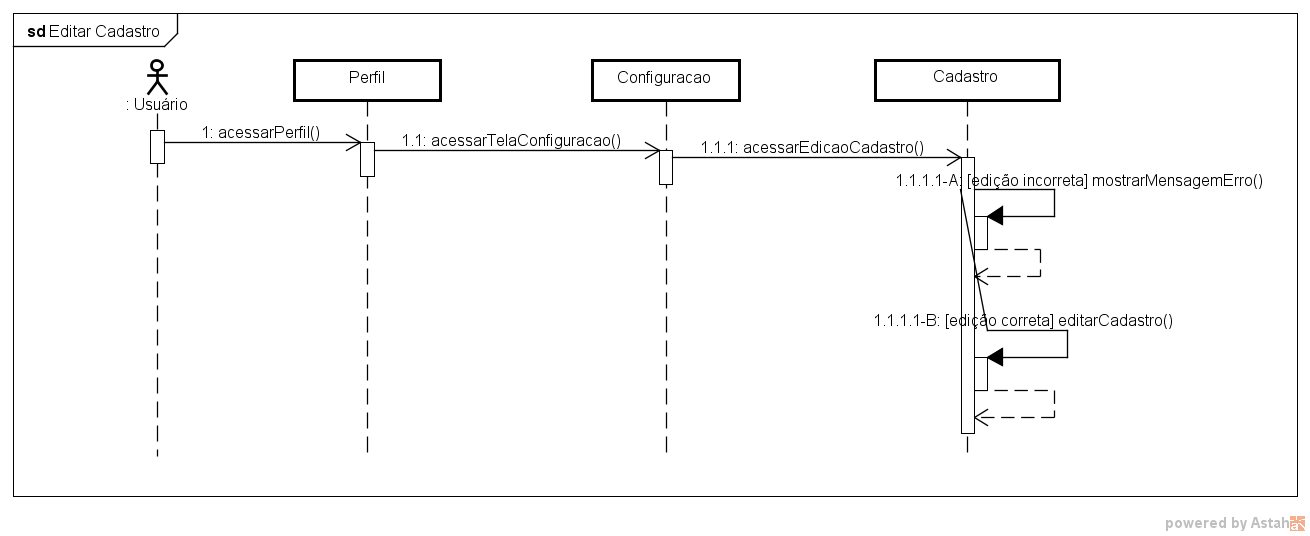 sd Editar Cadastro
: Usuário
Perfil
Configuracao
Cadastro
1: acessarPerfil()
1.1: acessarTelaConfiguracao()
1.1.1: acessarEdicaoCadastro()
1.1.1.1-A: [edição incorreta] mostrarMensagemErro()
1.1.1.1-B: [edição correta] editarCadastro()
powered by Astah